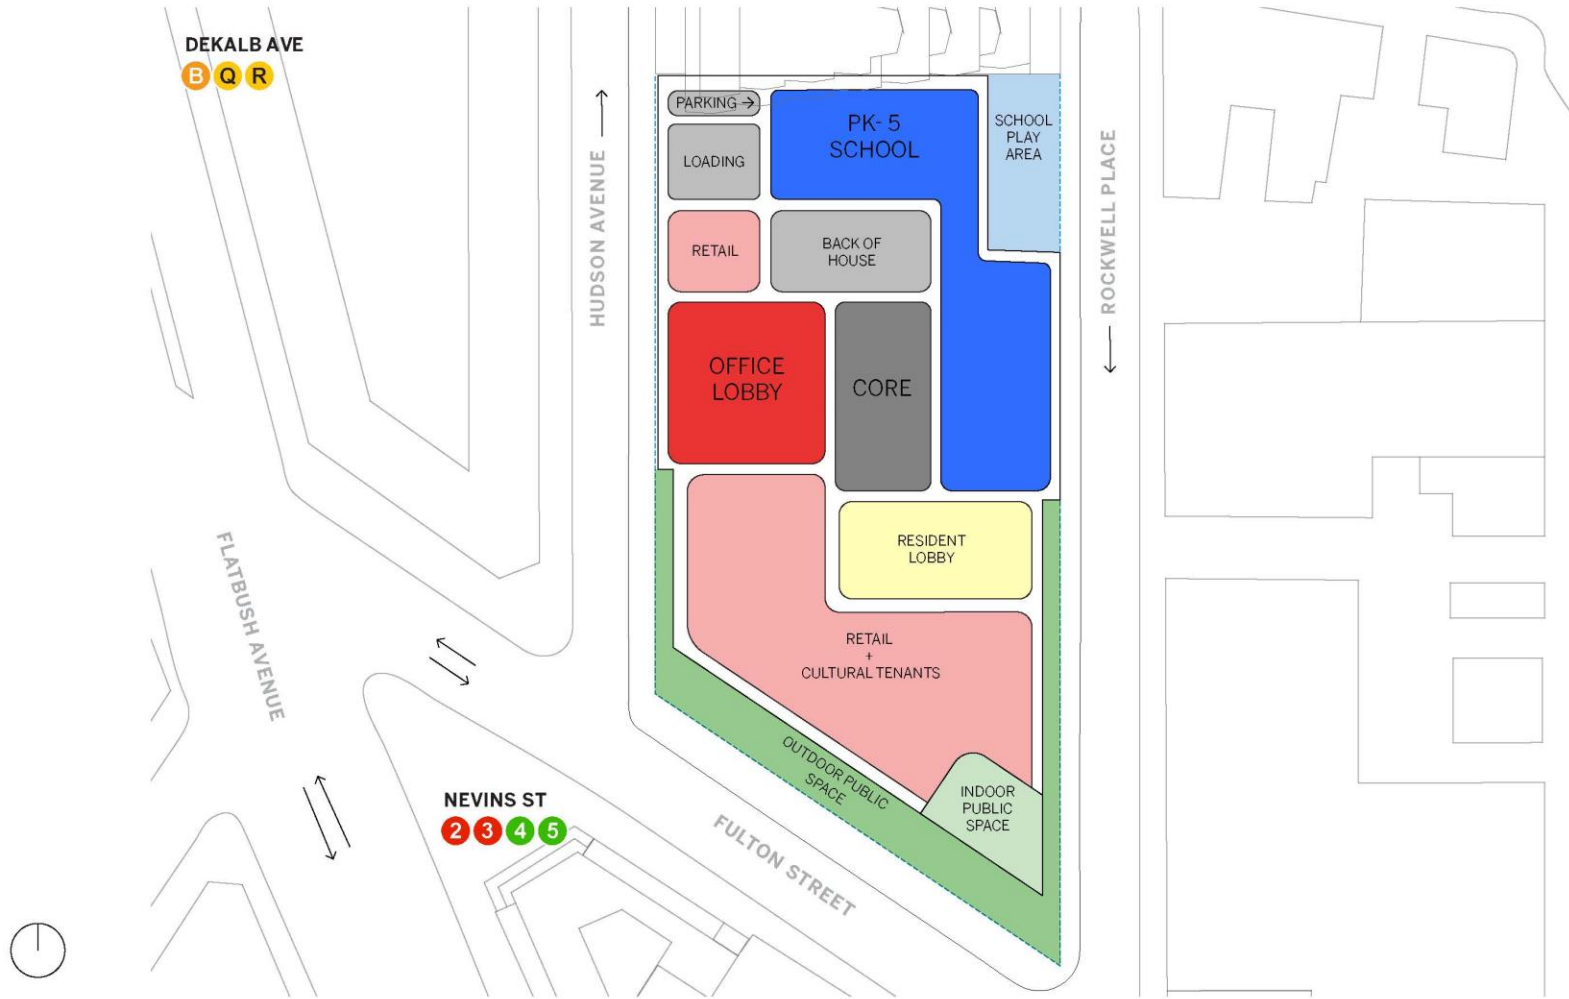 DEKALB AVE
B Q R
PARKING →
PK- 5
SCHOOL
SCHOOL
PLAY
AREA
LOADING
HUDSON AVENUE
ROCKWELL PLACE
RETAIL
BACK OF
HOUSE
OFFICE
LOBBY
CORE
FLATBUSH AVENUE
RESIDENT
LOBBY
RETAIL
+
CULTURAL TENANTS
OUTDOOR PUBLIC
SPACE
INDOOR
PUBLIC
SPACE
NEVINS ST
2 3 4 5
FULTON STREET